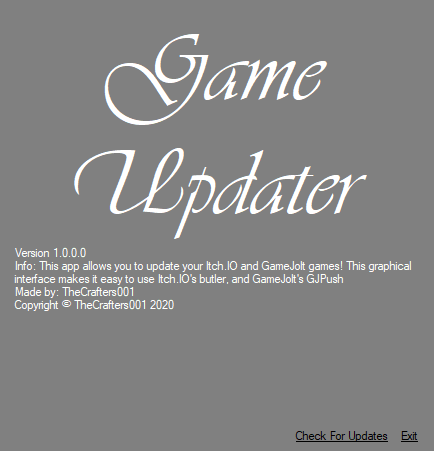 Game
Updater
Version 1.0.0.0
Info: This app allows you to update your Itch.IO and GameJolt games! This graphical
interface makes it easy to use Itch.IO's butler, and GameJolt's GJPush
Made by: TheCrafters001
Copyright © TheCrafters001 2020
Check For Updates Exit